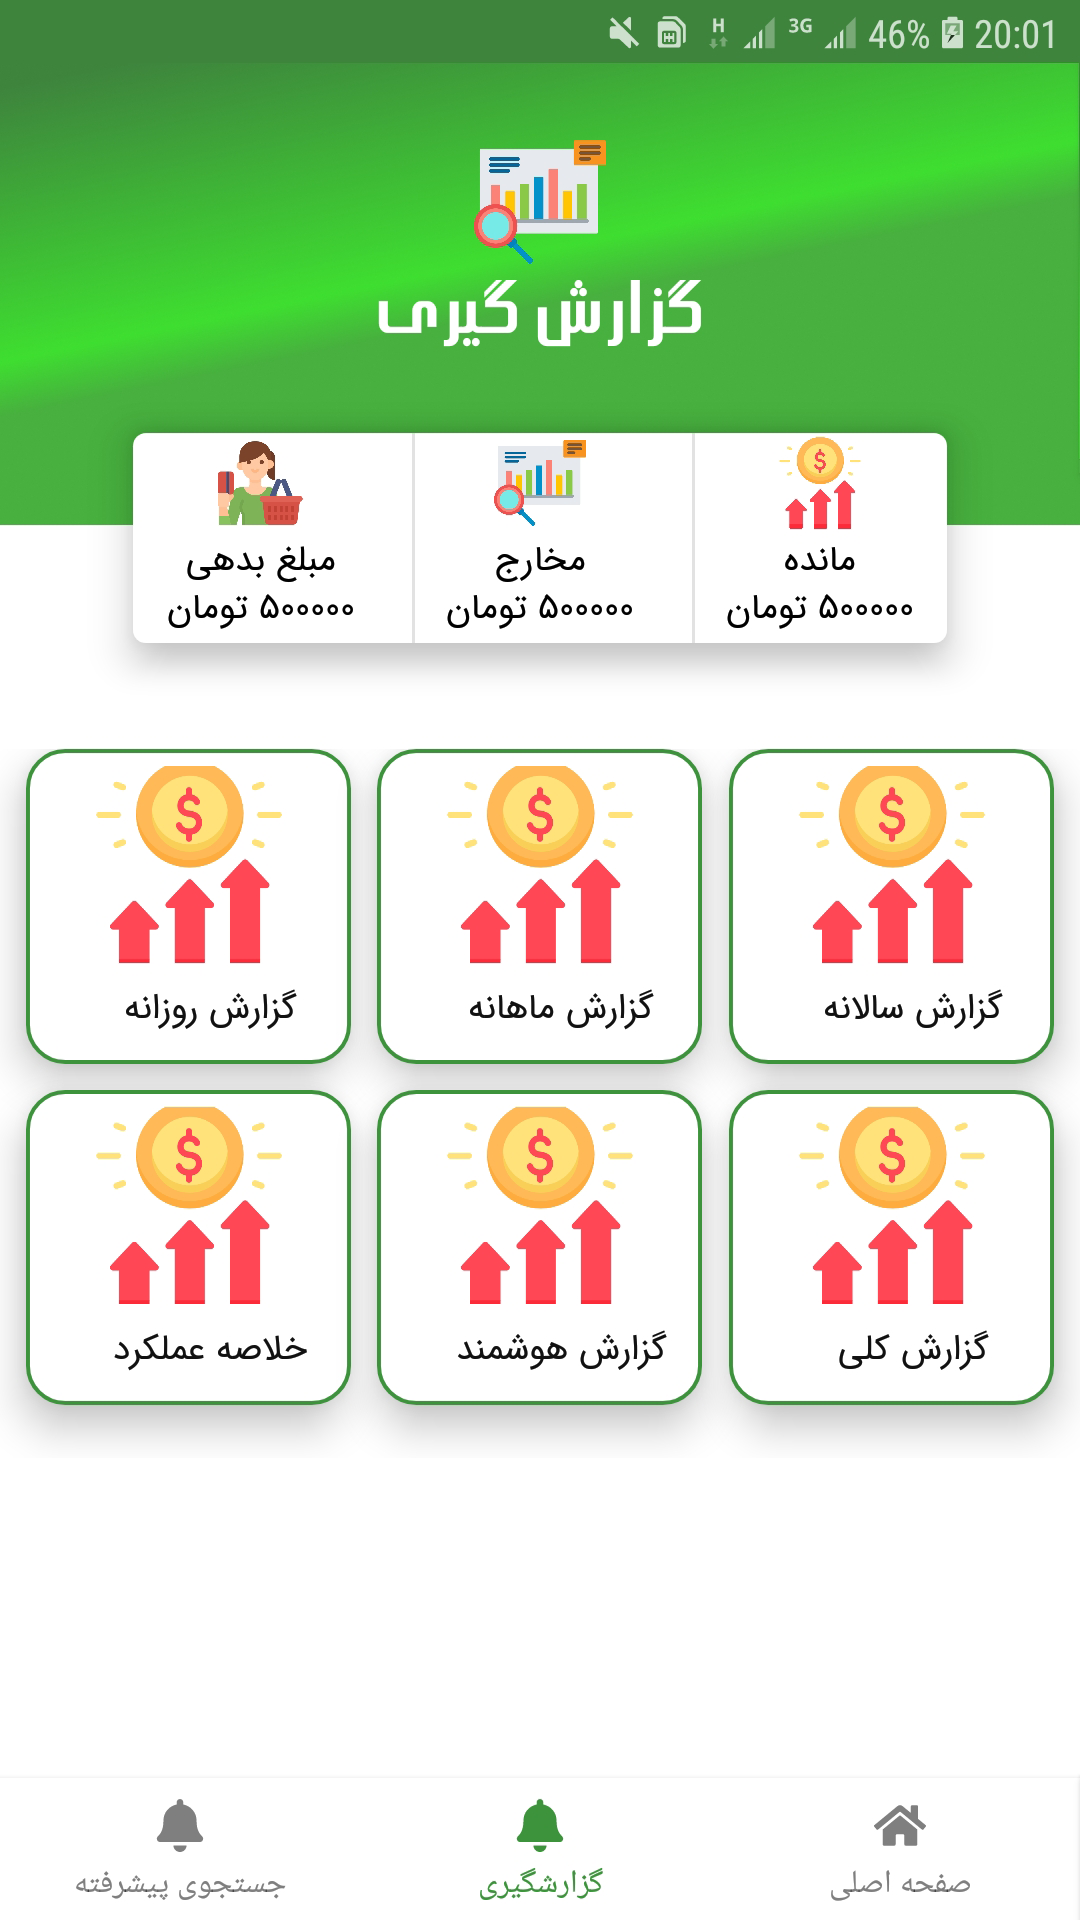 H 3G 46% 20:01
گزارش گیری
مانده
۵۰۰۰۰۰ تومان
مخارج
۵۰۰۰۰۰ تومان
مبلغ بدهی
۵۰۰۰۰۰ تومان
گزارش سالانه
گزارش ماهانه
گزارش روزانه
گزارش کلی
گزارش هوشمند
خلاصه عملکرد
صفحه اصلی
گزارشگیری
جستجوی پیشرفته